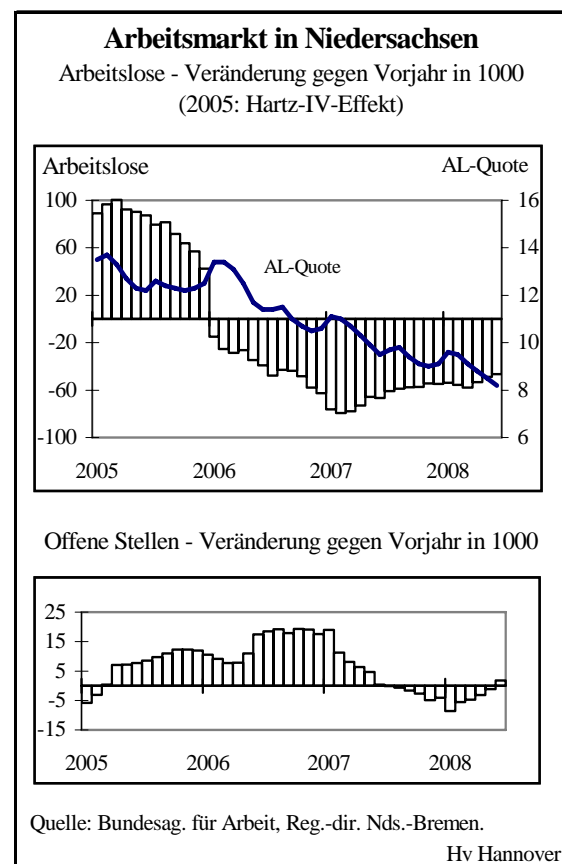 Arbeitsmarkt in Niedersachsen
Arbeitslose - Veränderung gegen Vorjahr in 1000
(2005: Hartz-IV-Effekt)
Arbeitslose AL-Quote
100 16
60 14
AL-Quote
20 12
-20 10
-60 8
-100 6
2005 2006 2007 2008
Offene Stellen - Veränderung gegen Vorjahr in 1000
25
15
5
-5
-15
2005 2006 2007 2008
Quelle: Bundesag. für Arbeit, Reg.-dir. Nds.-Bremen.
Hv Hannover